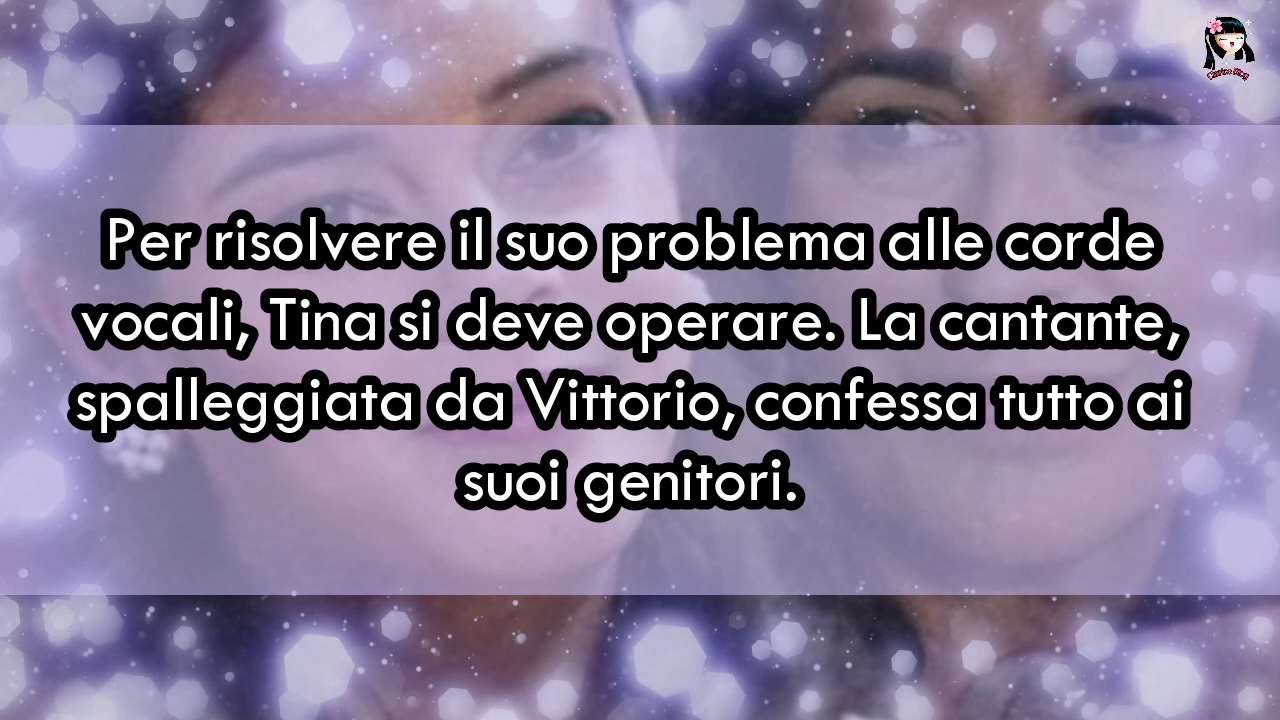 Per risolvere il suo problema alle corde
vocali, Tina si deve operare. La cantante,
spalleggiata da Vittorio, confessa tutto ai
suoi genitori.